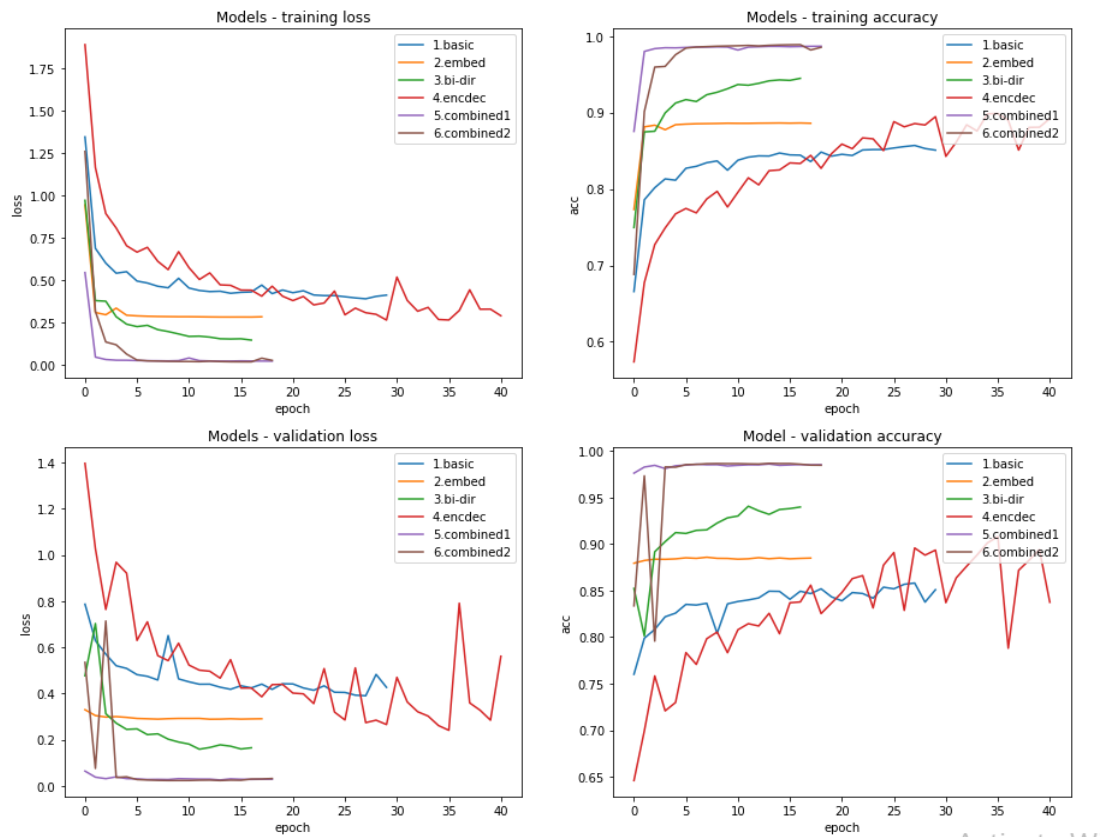 Models - training loss
1.75
1.50
1.25
1.00
0.75
0.50
0.25
0.00
loss
0 5 10 15 20 25 30 35 40
epoch
1.basic
2.embed
3.bi-dir
4.encdec
5.combined1
6.combined2
Models - training accuracy
1.0
0.9
0.8
0.7
0.6
acc
0 5 10 15 20 25 30 35 40
epoch
1.basic
2.embed
3.bi-dir
4.encdec
5.combined1
6.combined2
Models - validation loss
1.4
1.2
1.0
0.8
0.6
0.4
0.2
0.0
loss
0 5 10 15 20 25 30 35 40
epoch
1.basic
2.embed
3.bi-dir
4.encdec
5.combined1
6.combined2
Model - validation accuracy
1.00
0.95
0.90
0.85
0.80
0.75
0.70
0.65
acc
0 5 10 15 20 25 30 35 40
epoch
1.basic
2.embed
3.bi-dir
4.encdec
5.combined1
6.combined2